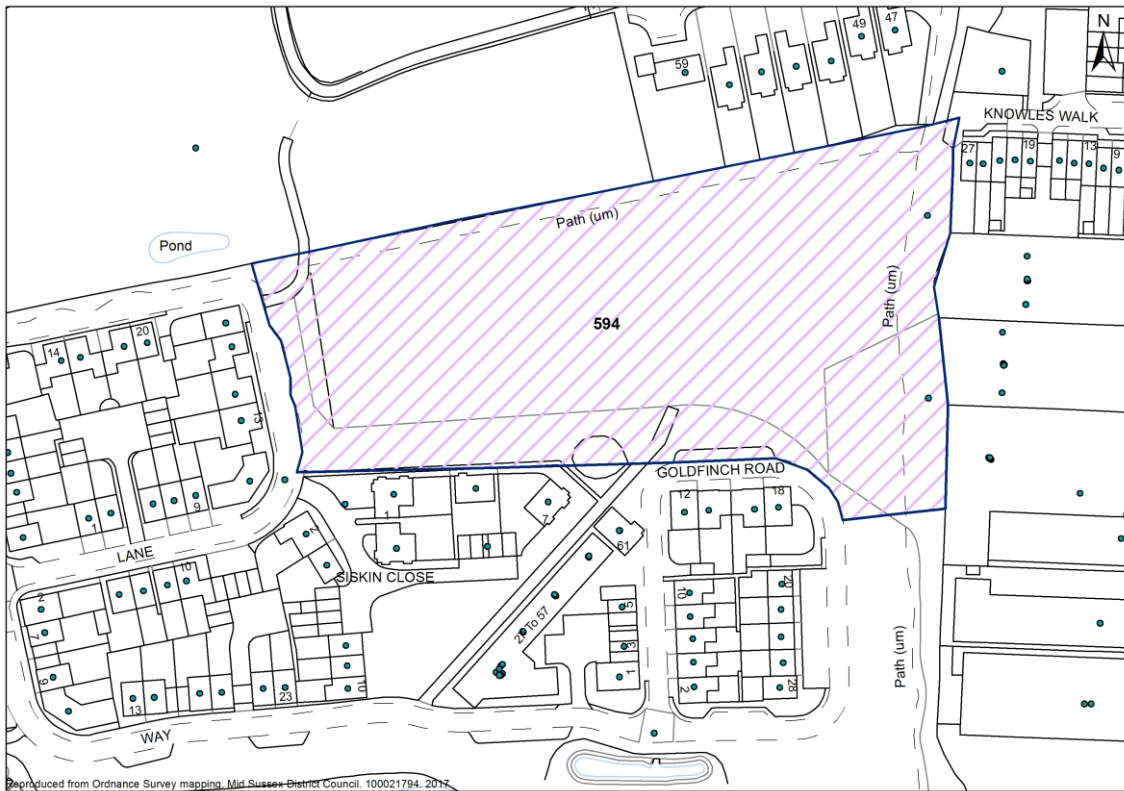 49
47
N
59
KNOWLES WALK
27
19
13
9
Path (um)
Pond
Path (um)
594
14
20
13
GOLDFINCH ROAD
12
18
1
9
1
7
2
61
LANE
SISKIN CLOSE
10
2
7
9
27 To 57
5
3
1
10
20
2
28
Path (um)
13
23
10
WAY
Reproduced from Ordnance Survey mapping. Mid Sussex District Council. 100021794. 2017